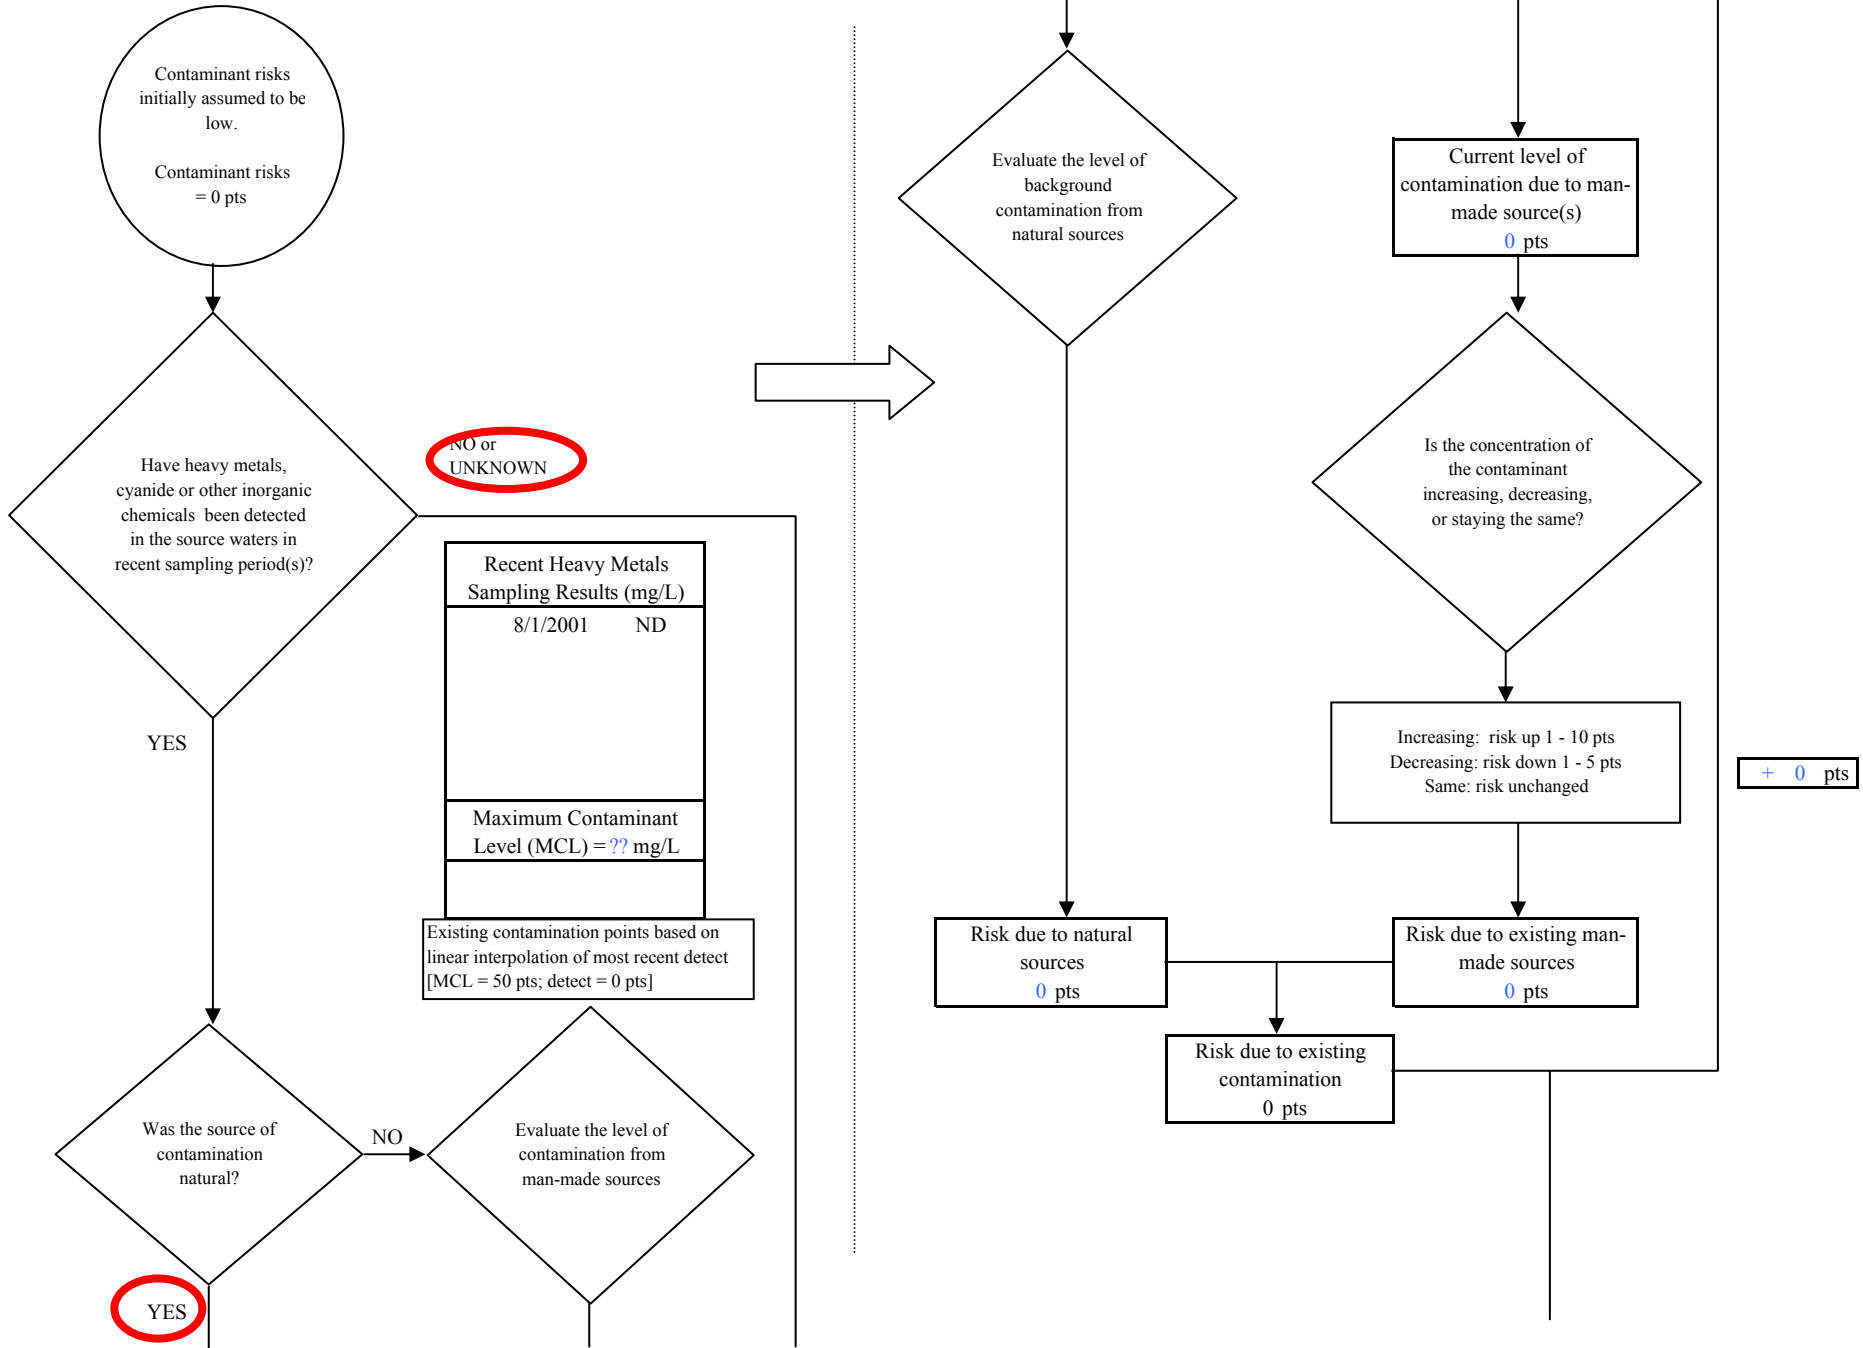 Contaminant risks
initially assumed to be
low.
Contaminant risks
= 0 pts
Have heavy metals,
cyanide or other inorganic
chemicals been detected
in the source waters in
recent sampling period(s)?
NO or
UNKNOWN
YES
Recent Heavy Metals
Sampling Results (mg/L)
8/1/2001 ND
Maximum Contaminant
Level (MCL) = ?? mg/L
Existing contamination points based on
linear interpolation of most recent detect
[MCL = 50 pts; detect = 0 pts]
Was the source of
contamination
natural?
NO
Evaluate the level of
contamination from
man-made sources
YES
Evaluate the level of
background
contamination from
natural sources
Current level of
contamination due to man-
made source(s)
0 pts
Is the concentration of
the contaminant
increasing, decreasing,
or staying the same?
Increasing: risk up 1 - 10 pts
Decreasing: risk down 1 - 5 pts
Same: risk unchanged
+ 0 pts
Risk due to natural
sources
0 pts
Risk due to existing man-
made sources
0 pts
Risk due to existing
contamination
0 pts